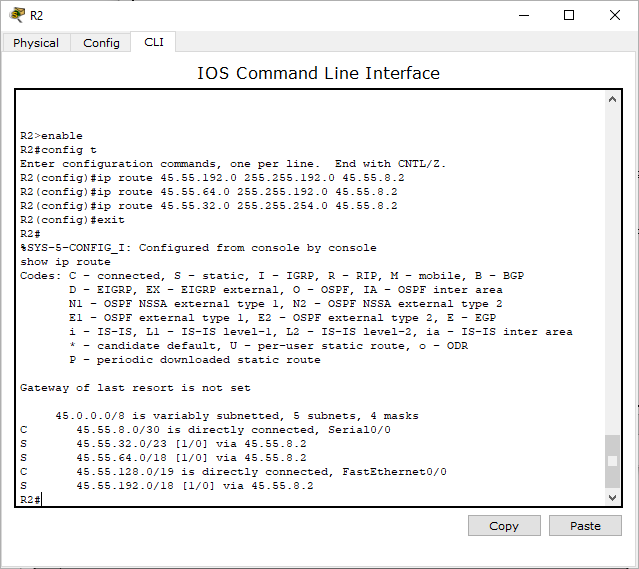 R2
Physical Config CLI
IOS Command Line Interface
R2>enable
R2#config t
Enter configuration commands, one per line.  End with CNTL/Z.
R2(config)#ip route 45.55.192.0 255.255.192.0 45.55.8.2
R2(config)#ip route 45.55.64.0 255.255.192.0 45.55.8.2
R2(config)#ip route 45.55.32.0 255.255.254.0 45.55.8.2
R2(config)#exit
R2#
%SYS-5-CONFIG_I: Configured from console by console
show ip route
Codes: C - connected, S - static, I - IGRP, R - RIP, M - mobile, B - BGP
       D - EIGRP, EX - EIGRP external, O - OSPF, IA - OSPF inter area
       N1 - OSPF NSSA external type 1, N2 - OSPF NSSA external type 2
       E1 - OSPF external type 1, E2 - OSPF external type 2, E - EGP
       i - IS-IS, L1 - IS-IS level-1, L2 - IS-IS level-2, ia - IS-IS inter area
       * - candidate default, U - per-user static route, o - ODR
       P - periodic downloaded static route
Gateway of last resort is not set
     45.0.0.0/8 is variably subnetted, 5 subnets, 4 masks
C       45.55.8.0/30 is directly connected, Serial0/0
S       45.55.32.0/23 [1/0] via 45.55.8.2
S       45.55.64.0/18 [1/0] via 45.55.8.2
C       45.55.128.0/19 is directly connected, FastEthernet0/0
S       45.55.192.0/18 [1/0] via 45.55.8.2
R2#
Copy Paste